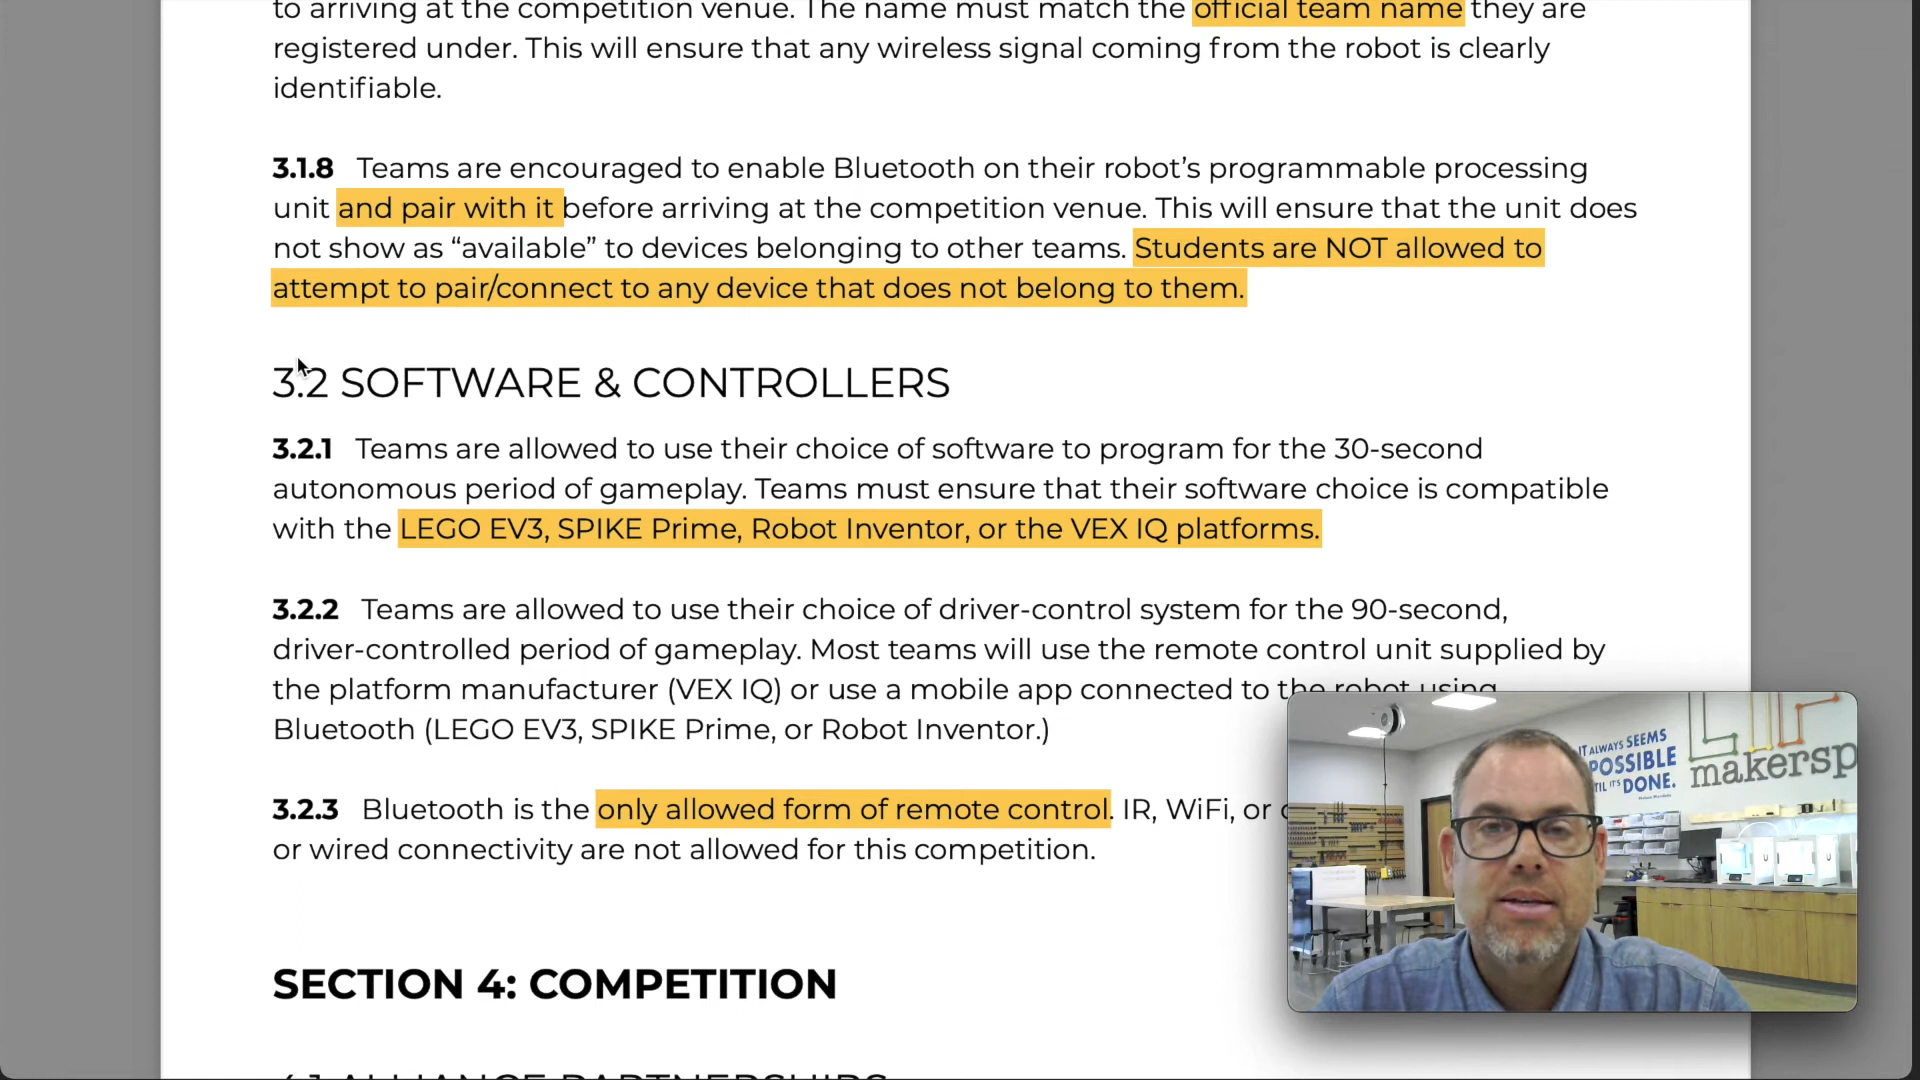 to arriving at the competition venue. The name must match the official team name they are
registered under. This will ensure that any wireless signal coming from the robot is clearly
identifiable.
3.1.8 Teams are encouraged to enable Bluetooth on their robot’s programmable processing
unit and pair with it before arriving at the competition venue. This will ensure that the unit does
not show as “available” to devices belonging to other teams. Students are NOT allowed to
attempt to pair/connect to any device that does not belong to them.
3.2 SOFTWARE & CONTROLLERS
3.2.1 Teams are allowed to use their choice of software to program for the 30-second
autonomous period of gameplay. Teams must ensure that their software choice is compatible
with the LEGO EV3, SPIKE Prime, Robot Inventor, or the VEX IQ platforms.
3.2.2 Teams are allowed to use their choice of driver-control system for the 90-second,
driver-controlled period of gameplay. Most teams will use the remote control unit supplied by
the platform manufacturer (VEX IQ) or use a mobile app connected to the robot using
Bluetooth (LEGO EV3, SPIKE Prime, or Robot Inventor.)
3.2.3 Bluetooth is the only allowed form of remote control. IR, WiFi, or
or wired connectivity are not allowed for this competition.
SECTION 4: COMPETITION
4.1 ALLIANCE PARTNERSHIPS
IT ALWAYS SEEMS
POSSIBLE
TIL IT'S DONE.
makersp